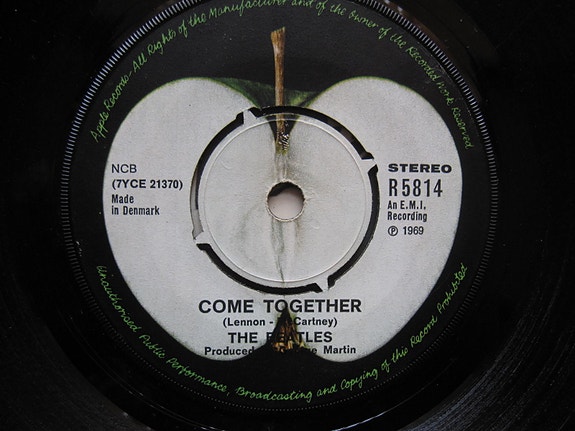 Apple Records-All Rights of the Manufacturer and of the Owner of the Recorded Work Reserved
NCB
(7YCE 21370)
Made
in Denmark
STEREO
R 5814
An E.M.I.
Recording
℗ 1969
COME TOGETHER
(Lennon - McCartney)
THE BEATLES
Produced Martin
Unauthorised Public Performance, Broadcasting and Copying of this Record Prohibited